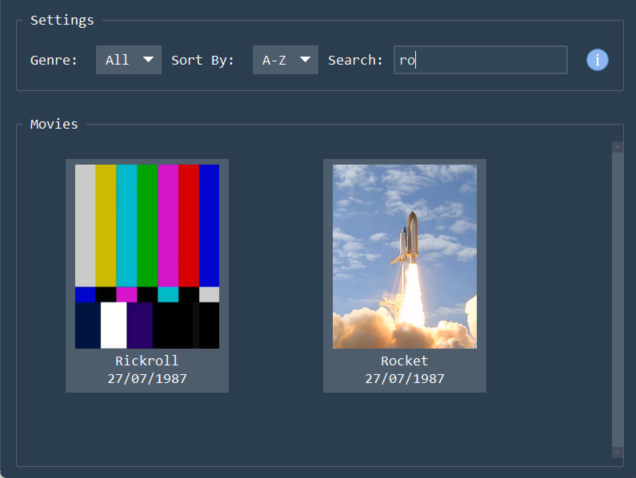 Settings
Genre: All Sort By: A-Z Search: ro
i
Movies
Rickroll
27/07/1987
Rocket
27/07/1987